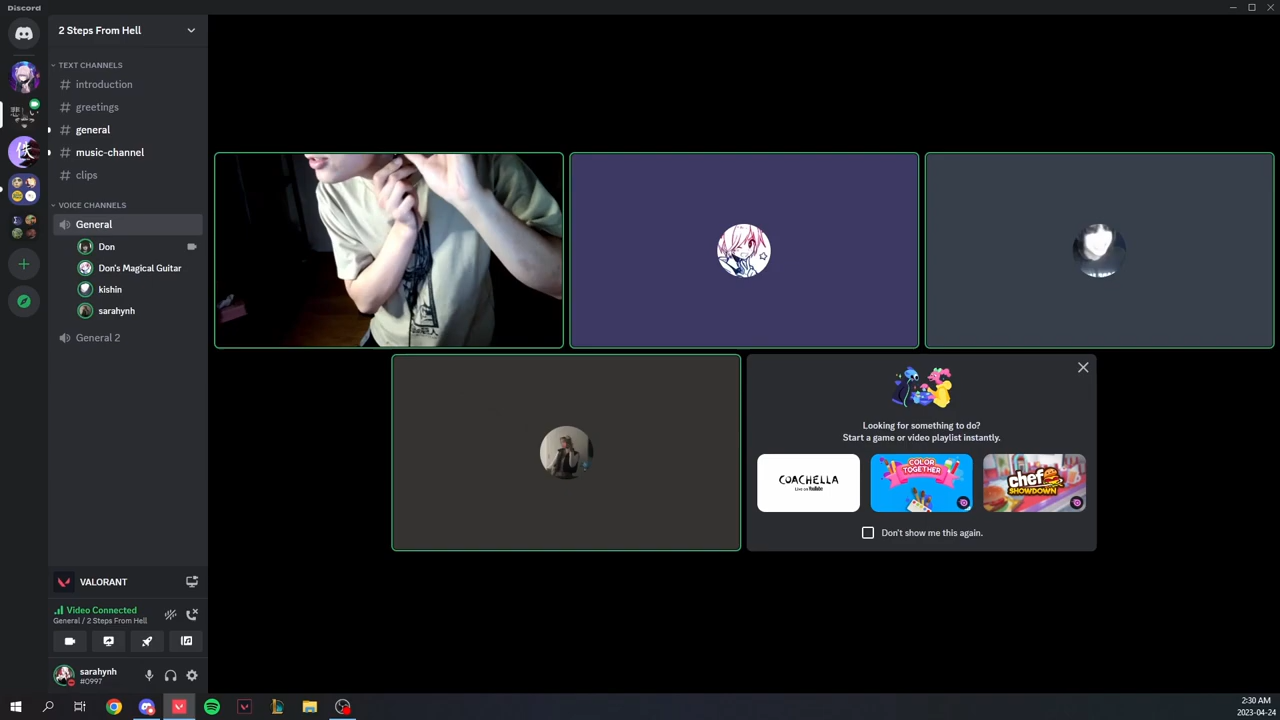 Discord
2 Steps From Hell
TEXT CHANNELS
# introduction
# greetings
# general
# music-channel
# clips
VOICE CHANNELS
General
Don
Don's Magical Guitar
kishin
sarahynh
General 2
Looking for something to do?
Start a game or video playlist instantly.
COACHELLA
LIVE ON YouTube
COLOR
TOGETHER
chef
SHOWDOWN
Don't show me this again.
VALORANT
Video Connected
General / 2 Steps From Hell
sarahynh
#0997
2:30 AM
2023-04-24